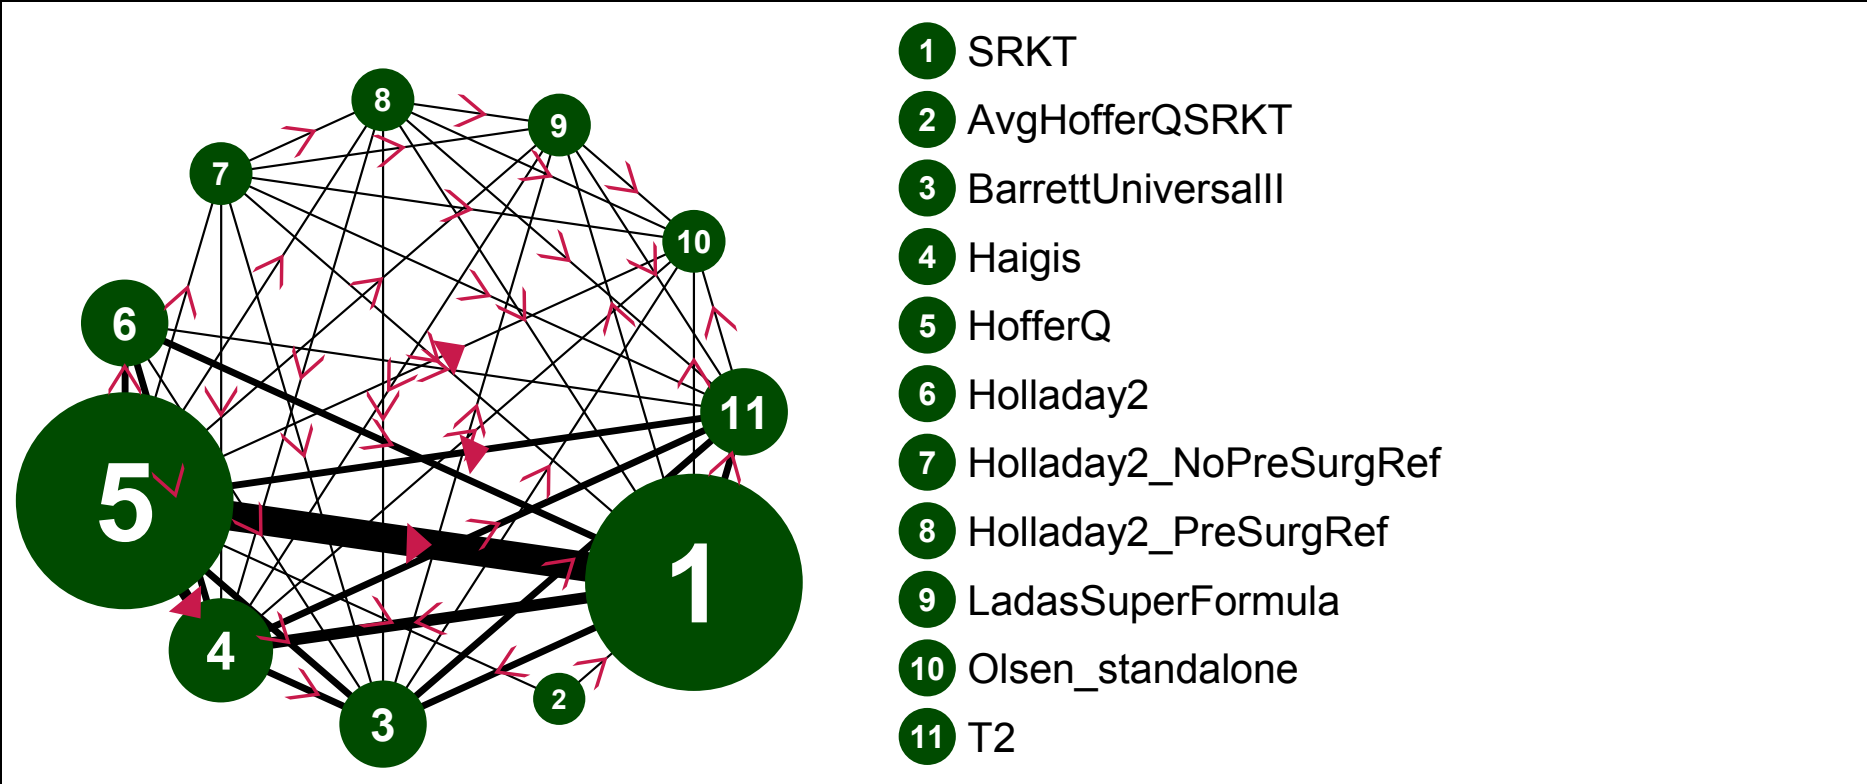 8
9
7
10
6
11
5
1
4
2
3
1 SRKT
2 AvgHofferQSRKT
3 BarrettUniversalII
4 Haigis
5 HofferQ
6 Holladay2
7 Holladay2_NoPreSurgRef
8 Holladay2_PreSurgRef
9 LadasSuperFormula
10 Olsen_standalone
11 T2